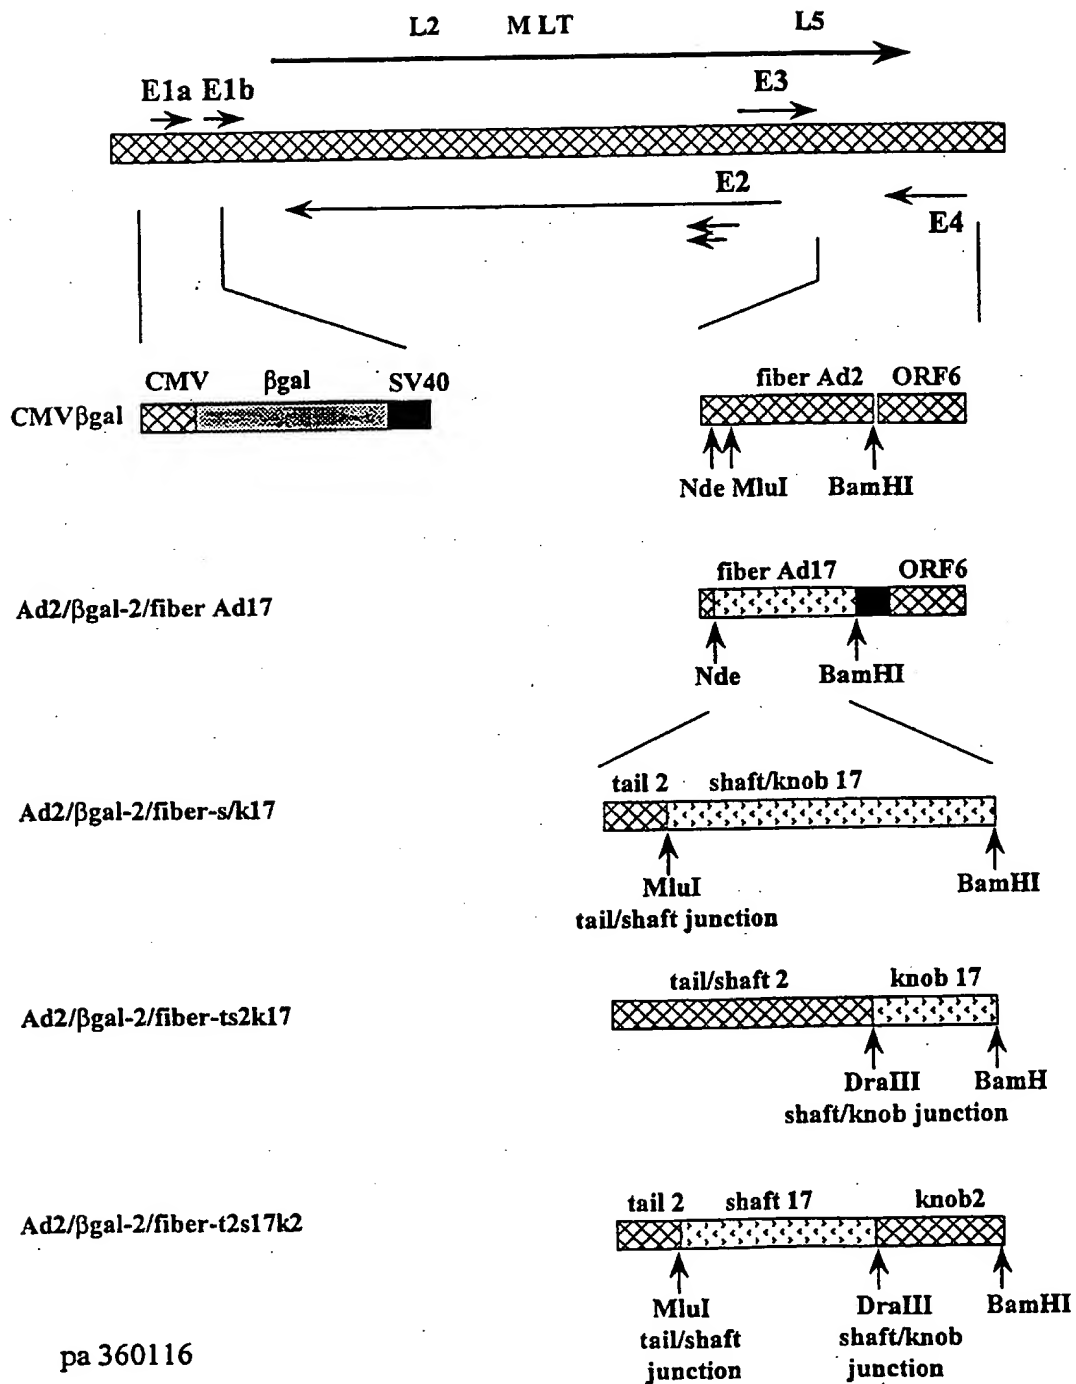 L2 MLT L5
E1a E1b E3
E2
E4
CMV βgal SV40
fiber Ad2 ORF6
CMVβgal
Nde MluI BamHI
fiber Ad17 ORF6
Ad2/βgal-2/fiber Ad17
Nde BamHI
tail 2 shaft/knob 17
Ad2/βgal-2/fiber-s/k17
MluI BamHI
tail/shaft junction
tail/shaft 2 knob 17
Ad2/βgal-2/fiber-ts2k17
DraIII BamH
shaft/knob junction
tail 2 shaft 17 knob2
Ad2/βgal-2/fiber-t2s17k2
MluI DraIII BamHI
tail/shaft shaft/knob
junction junction
pa 360116